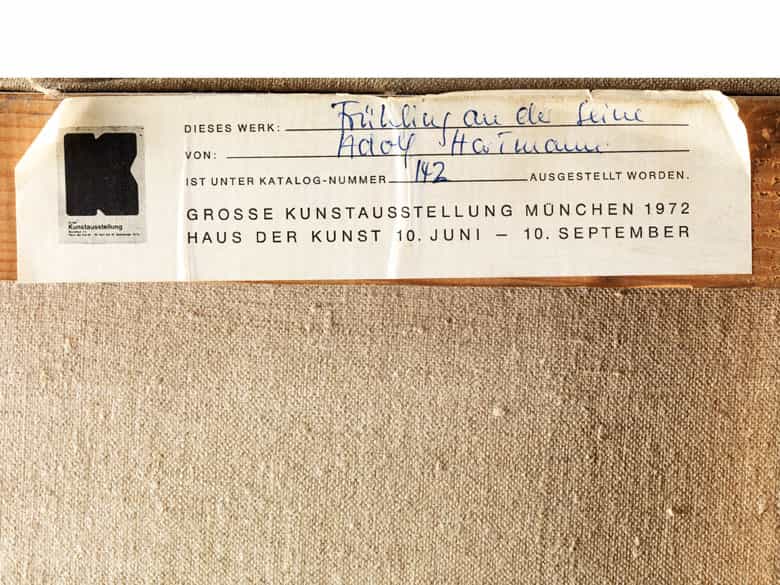 DIESES WERK: Frühling an der Seine
VON: Adolf Hartmann
IST UNTER KATALOG-NUMMER 142 AUSGESTELLT WORDEN.
GROSSE KUNSTAUSSTELLUNG MÜNCHEN 1972
HAUS DER KUNST 10. JUNI — 10. SEPTEMBER
Kunstausstellung